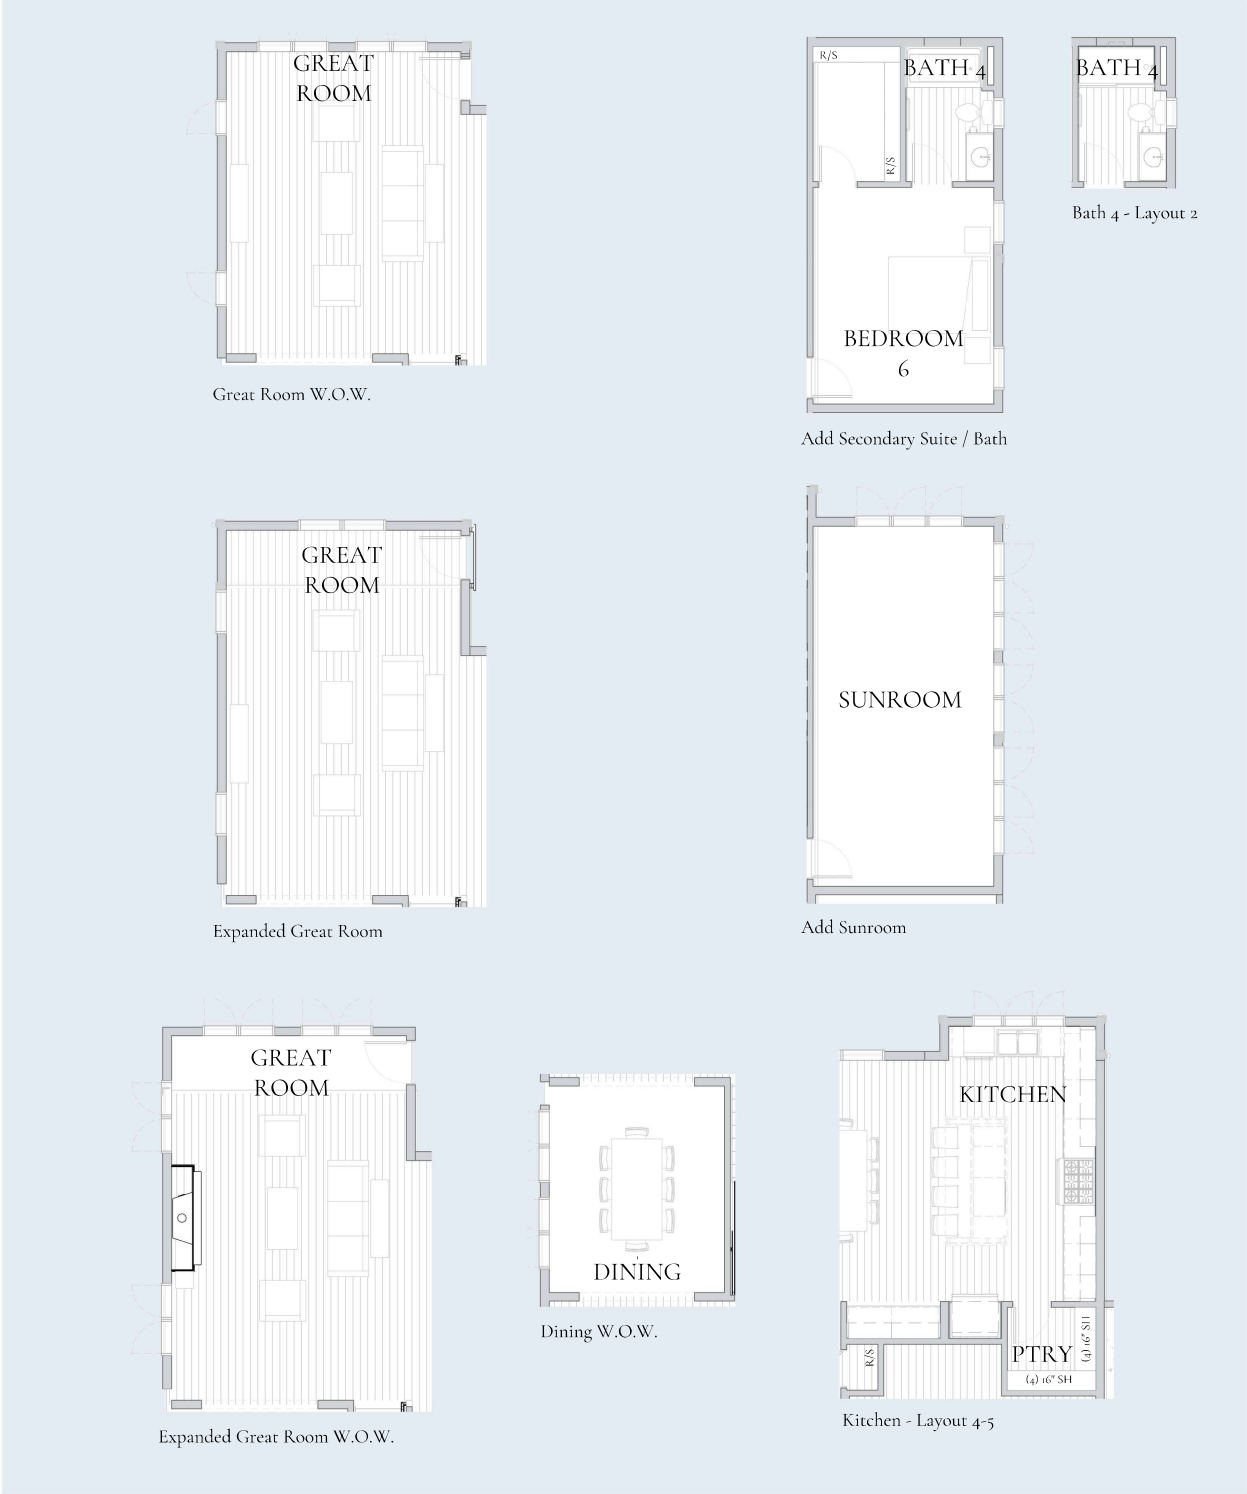 GREAT
ROOM
Great Room W.O.W.
R/S
BATH 4
R/S
BEDROOM
6
Add Secondary Suite / Bath
BATH 4
Bath 4 - Layout 2
GREAT
ROOM
Expanded Great Room
SUNROOM
Add Sunroom
GREAT
ROOM
Expanded Great Room W.O.W.
DINING
Dining W.O.W.
KITCHEN
R/S
PTRY
(4) 16" SH
(4) 16" SH
Kitchen - Layout 4-5